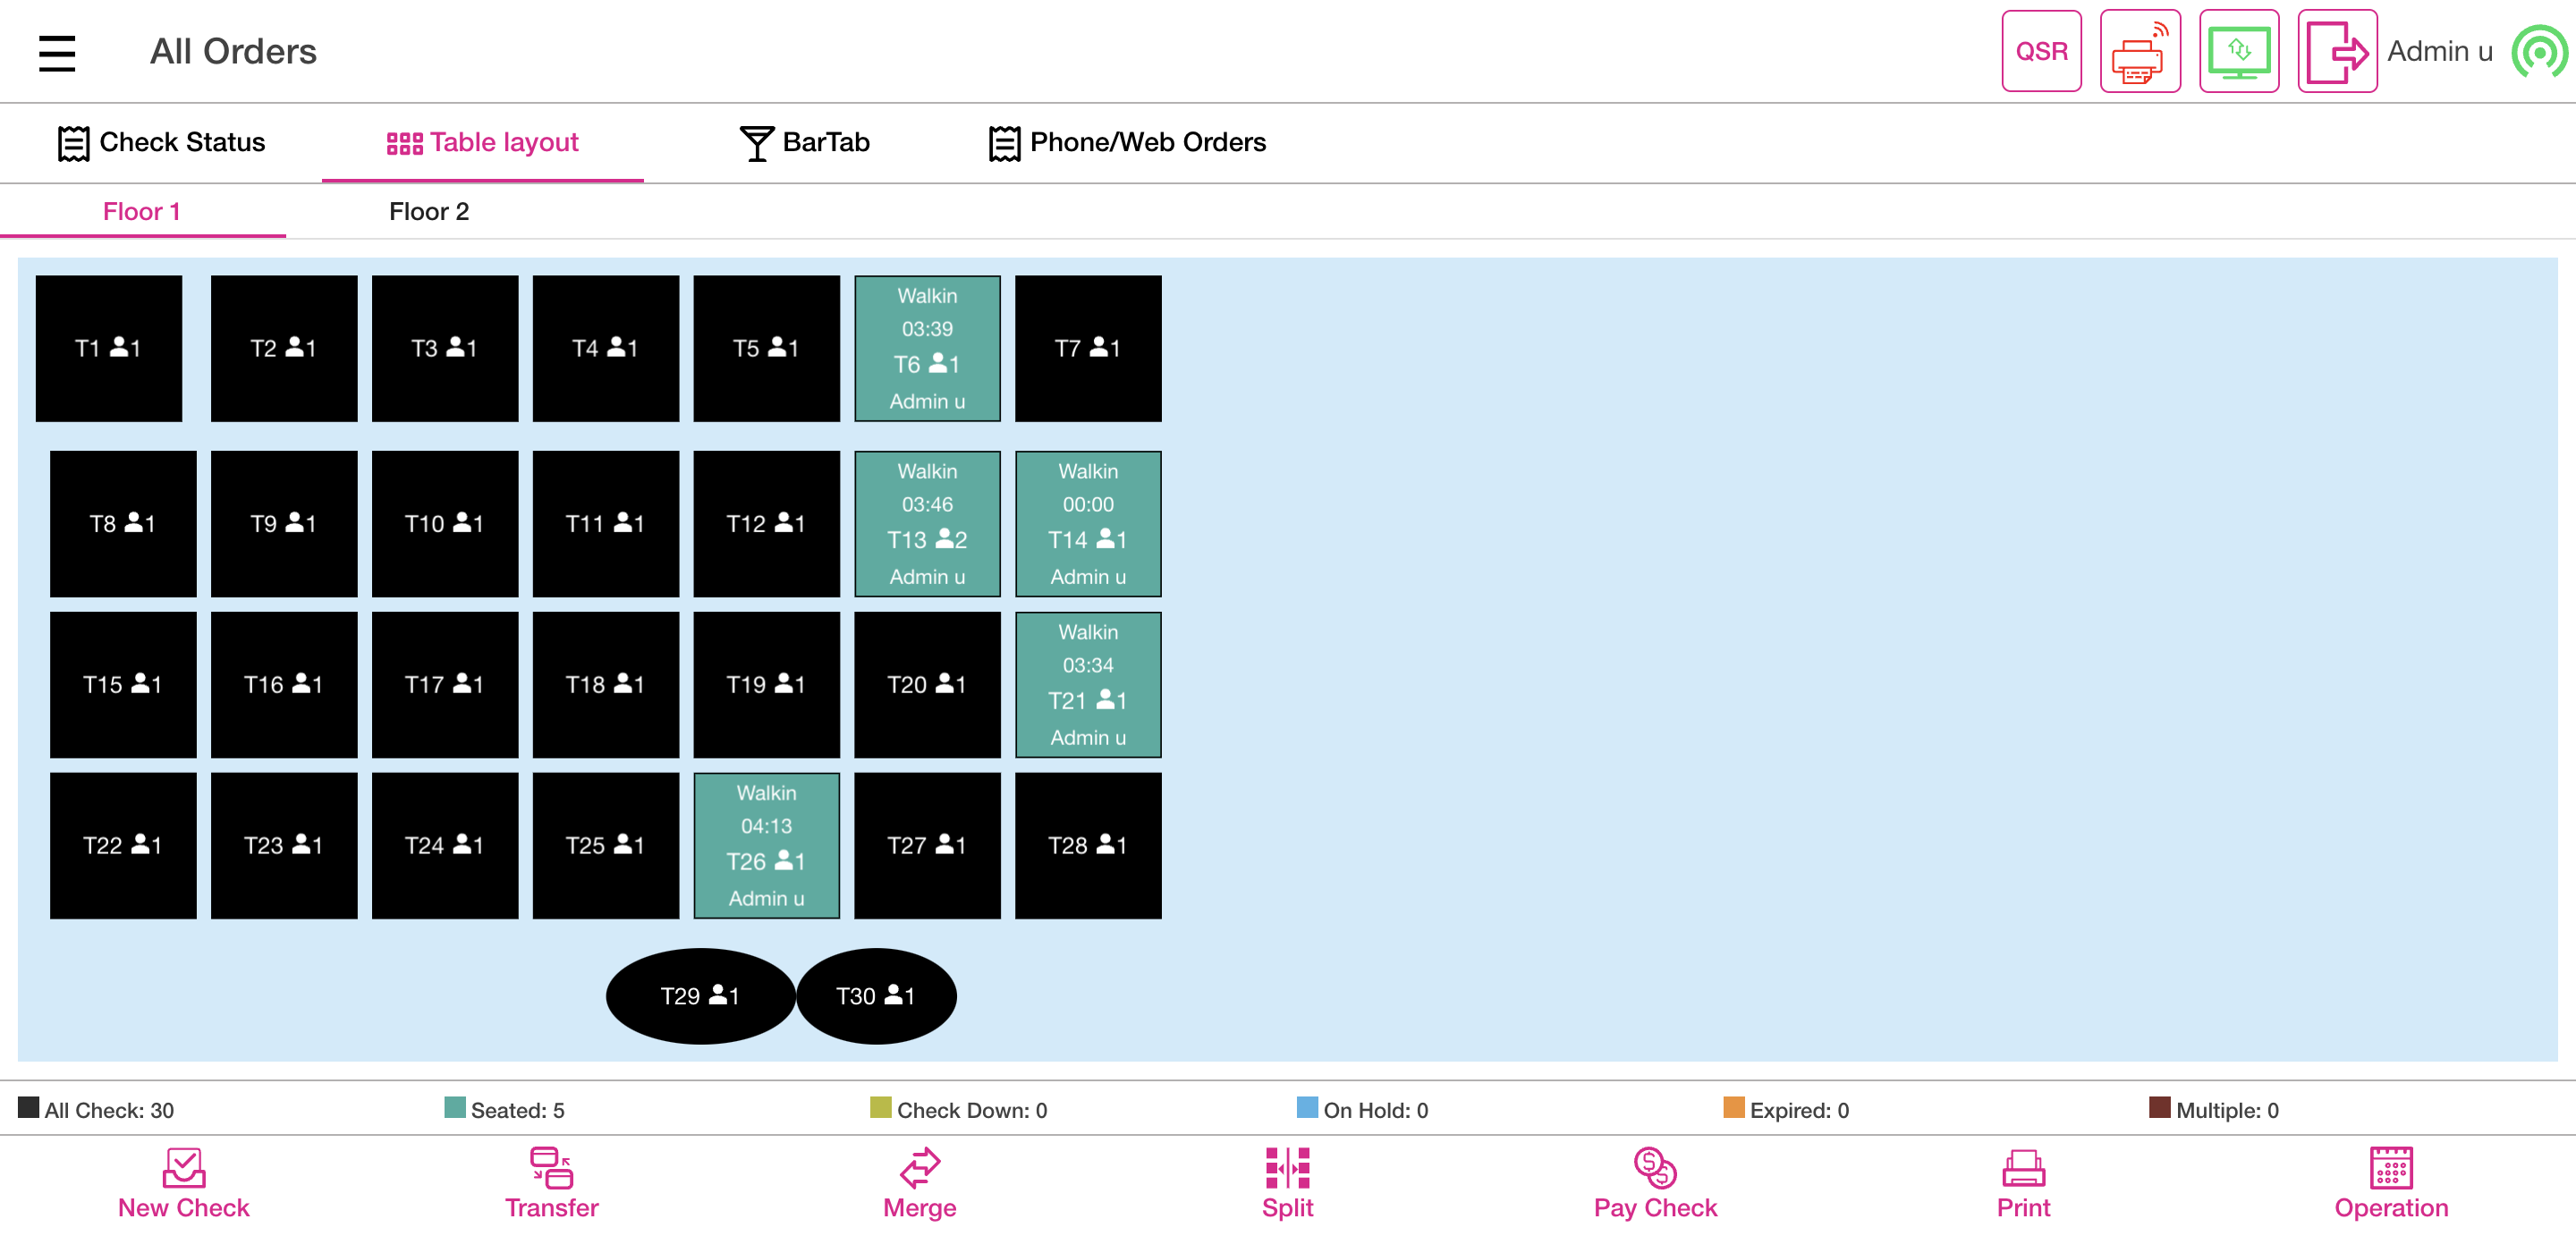 All Orders
QSR
Admin u
Check Status
Table layout
BarTab
Phone/Web Orders
Floor 1
Floor 2
T1 1
T2 1
T3 1
T4 1
T5 1
Walkin
03:39
T6 1
Admin u
T7 1
T8 1
T9 1
T10 1
T11 1
T12 1
Walkin
03:46
T13 2
Admin u
Walkin
00:00
T14 1
Admin u
T15 1
T16 1
T17 1
T18 1
T19 1
T20 1
Walkin
03:34
T21 1
Admin u
T22 1
T23 1
T24 1
T25 1
Walkin
04:13
T26 1
Admin u
T27 1
T28 1
T29 1
T30 1
All Check: 30
Seated: 5
Check Down: 0
On Hold: 0
Expired: 0
Multiple: 0
New Check
Transfer
Merge
Split
Pay Check
Print
Operation